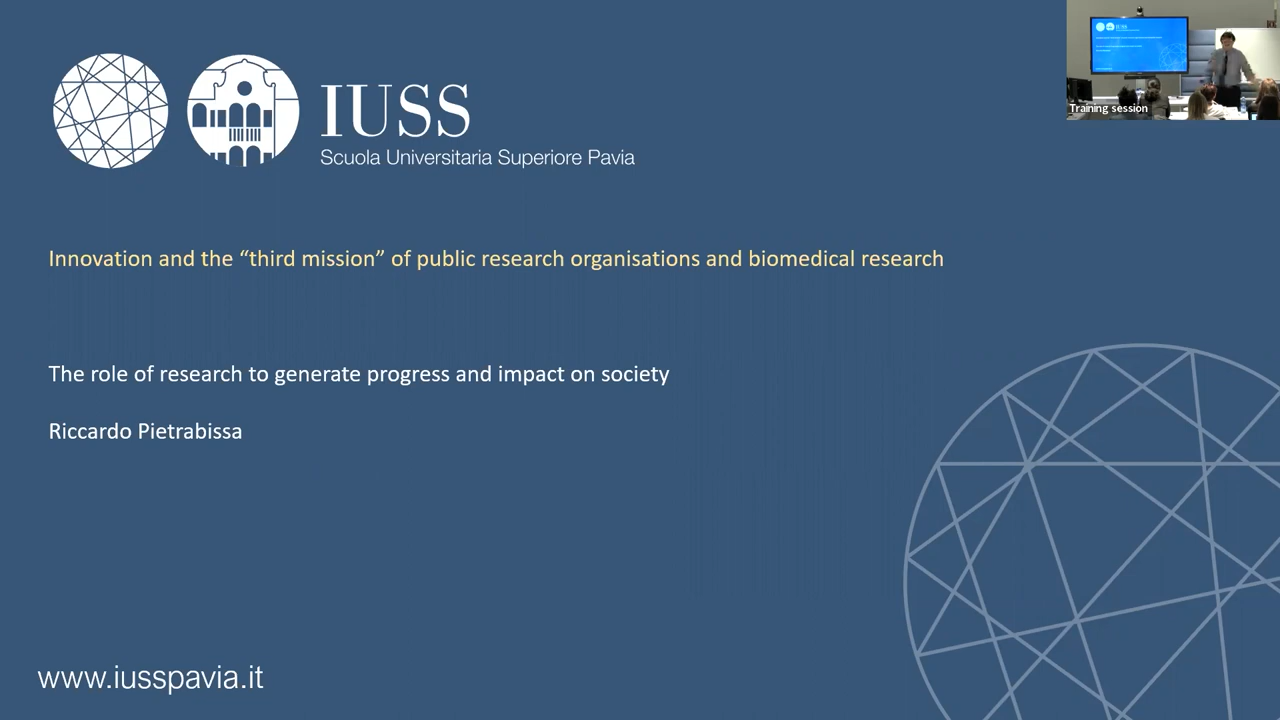 IUSS
Scuola Universitaria Superiore Pavia
Training session
Innovation and the “third mission” of public research organisations and biomedical research
The role of research to generate progress and impact on society
Riccardo Pietrabissa
www.iusspavia.it